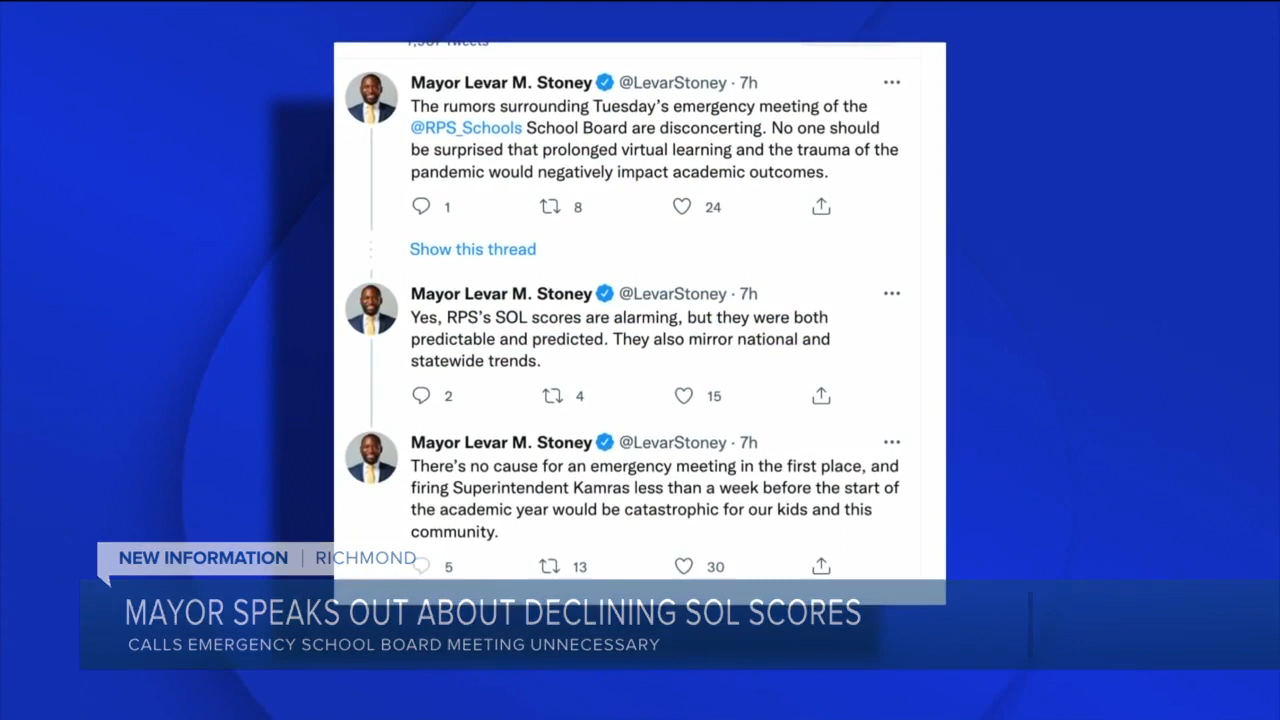 1,567 Tweets
Mayor Levar M. Stoney @LevarStoney · 7h
The rumors surrounding Tuesday's emergency meeting of the
@RPS_Schools School Board are disconcerting. No one should
be surprised that prolonged virtual learning and the trauma of the
pandemic would negatively impact academic outcomes.
1 8 24
Show this thread
Mayor Levar M. Stoney @LevarStoney · 7h
Yes, RPS's SOL scores are alarming, but they were both
predictable and predicted. They also mirror national and
statewide trends.
2 4 15
Mayor Levar M. Stoney @LevarStoney · 7h
There's no cause for an emergency meeting in the first place, and
firing Superintendent Kamras less than a week before the start of
the academic year would be catastrophic for our kids and this
community.
5 13 30
NEW INFORMATION | RICHMOND
MAYOR SPEAKS OUT ABOUT DECLINING SOL SCORES
CALLS EMERGENCY SCHOOL BOARD MEETING UNNECESSARY